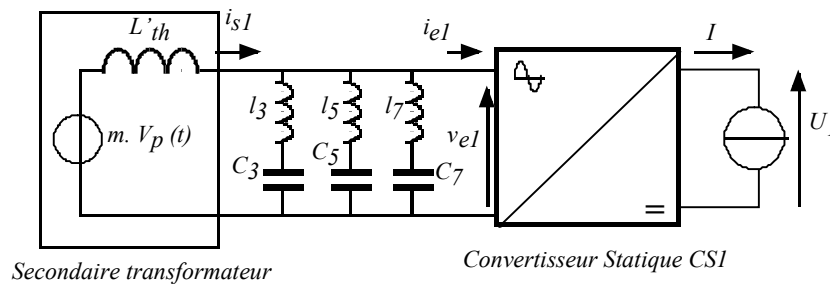 L'th
is1
ie1
I
l3
l5
l7
m. Vp (t)
ve1
C3
C5
C7
=
Secondaire transformateur
Convertisseur Statique CS1